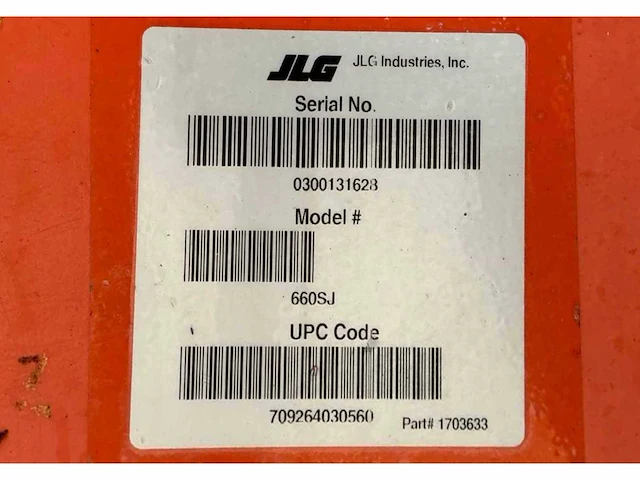 JLG JLG Industries, Inc.
Serial No.
0300131628
Model #
660SJ
UPC Code
709264030560
Part# 1703633